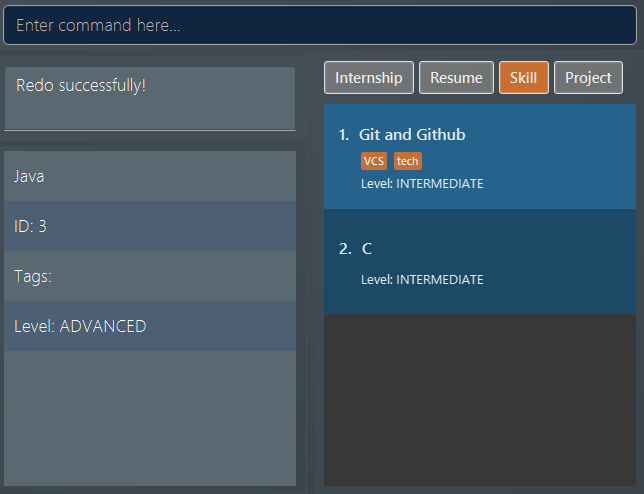 Enter command here...
Redo successfully!
Java
ID: 3
Tags:
Level: ADVANCED
Internship Resume Skill Project
1. Git and Github
VCS tech
Level: INTERMEDIATE
2. C
Level: INTERMEDIATE